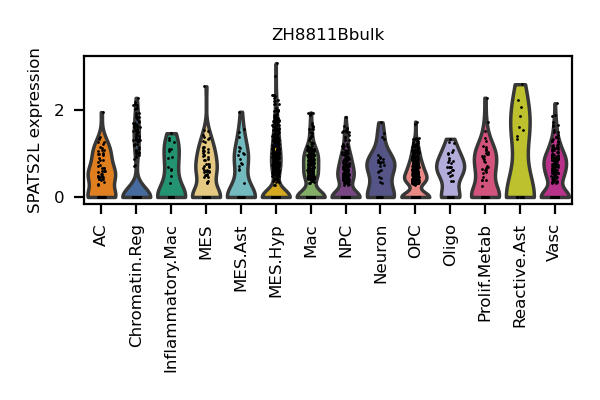 ZH8811Bbulk
SPATS2L expression
2
0
AC
Chromatin.Reg
Inflammatory.Mac
MES
MES.Ast
MES.Hyp
Mac
NPC
Neuron
OPC
Oligo
Prolif.Metab
Reactive.Ast
Vasc